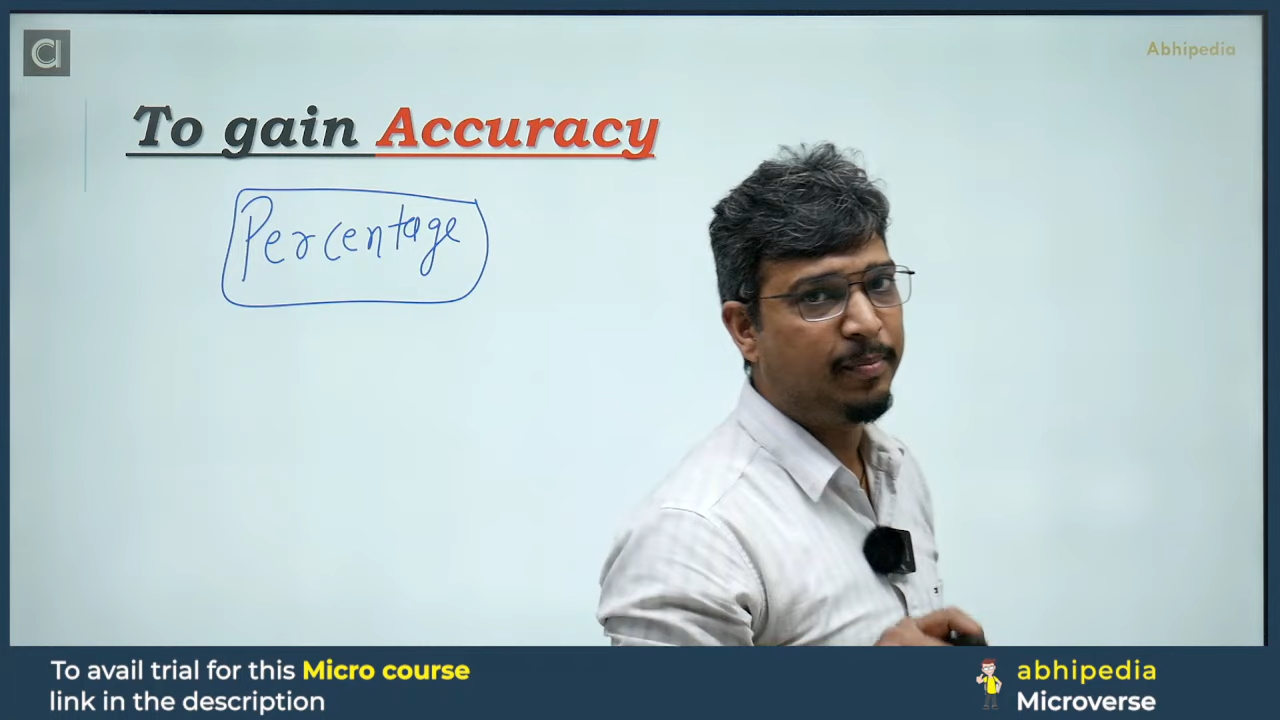 Abhipedia
To gain Accuracy
Percentage
To avail trial for this Micro course
link in the description
abhipedia
Microverse